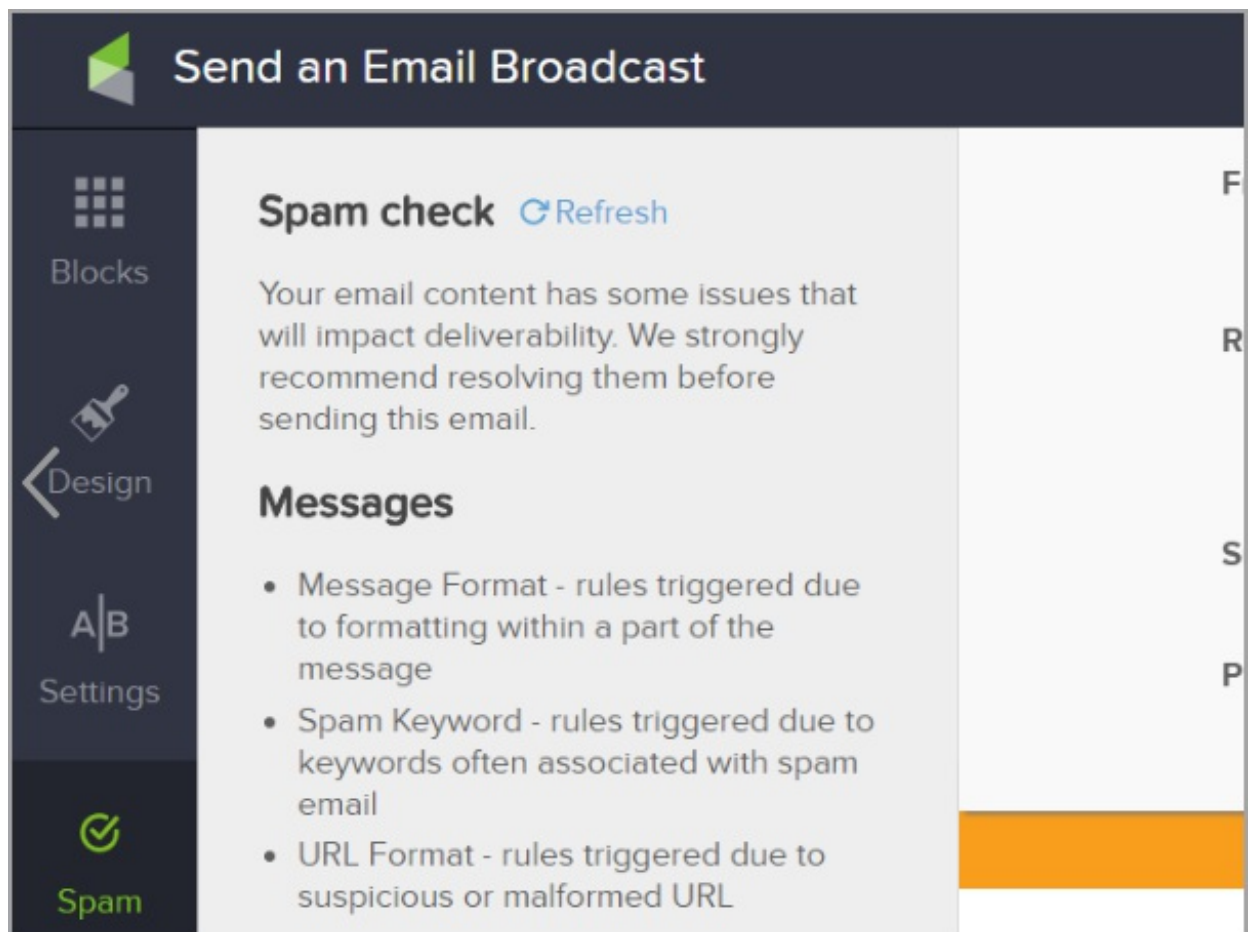 Send an Email Broadcast
Blocks
Design
A|B
Settings
Spam
Spam check Refresh
Your email content has some issues that
will impact deliverability. We strongly
recommend resolving them before
sending this email.
Messages
• Message Format - rules triggered due
to formatting within a part of the
message
• Spam Keyword - rules triggered due to
keywords often associated with spam
email
• URL Format - rules triggered due to
suspicious or malformed URL
R
S
P